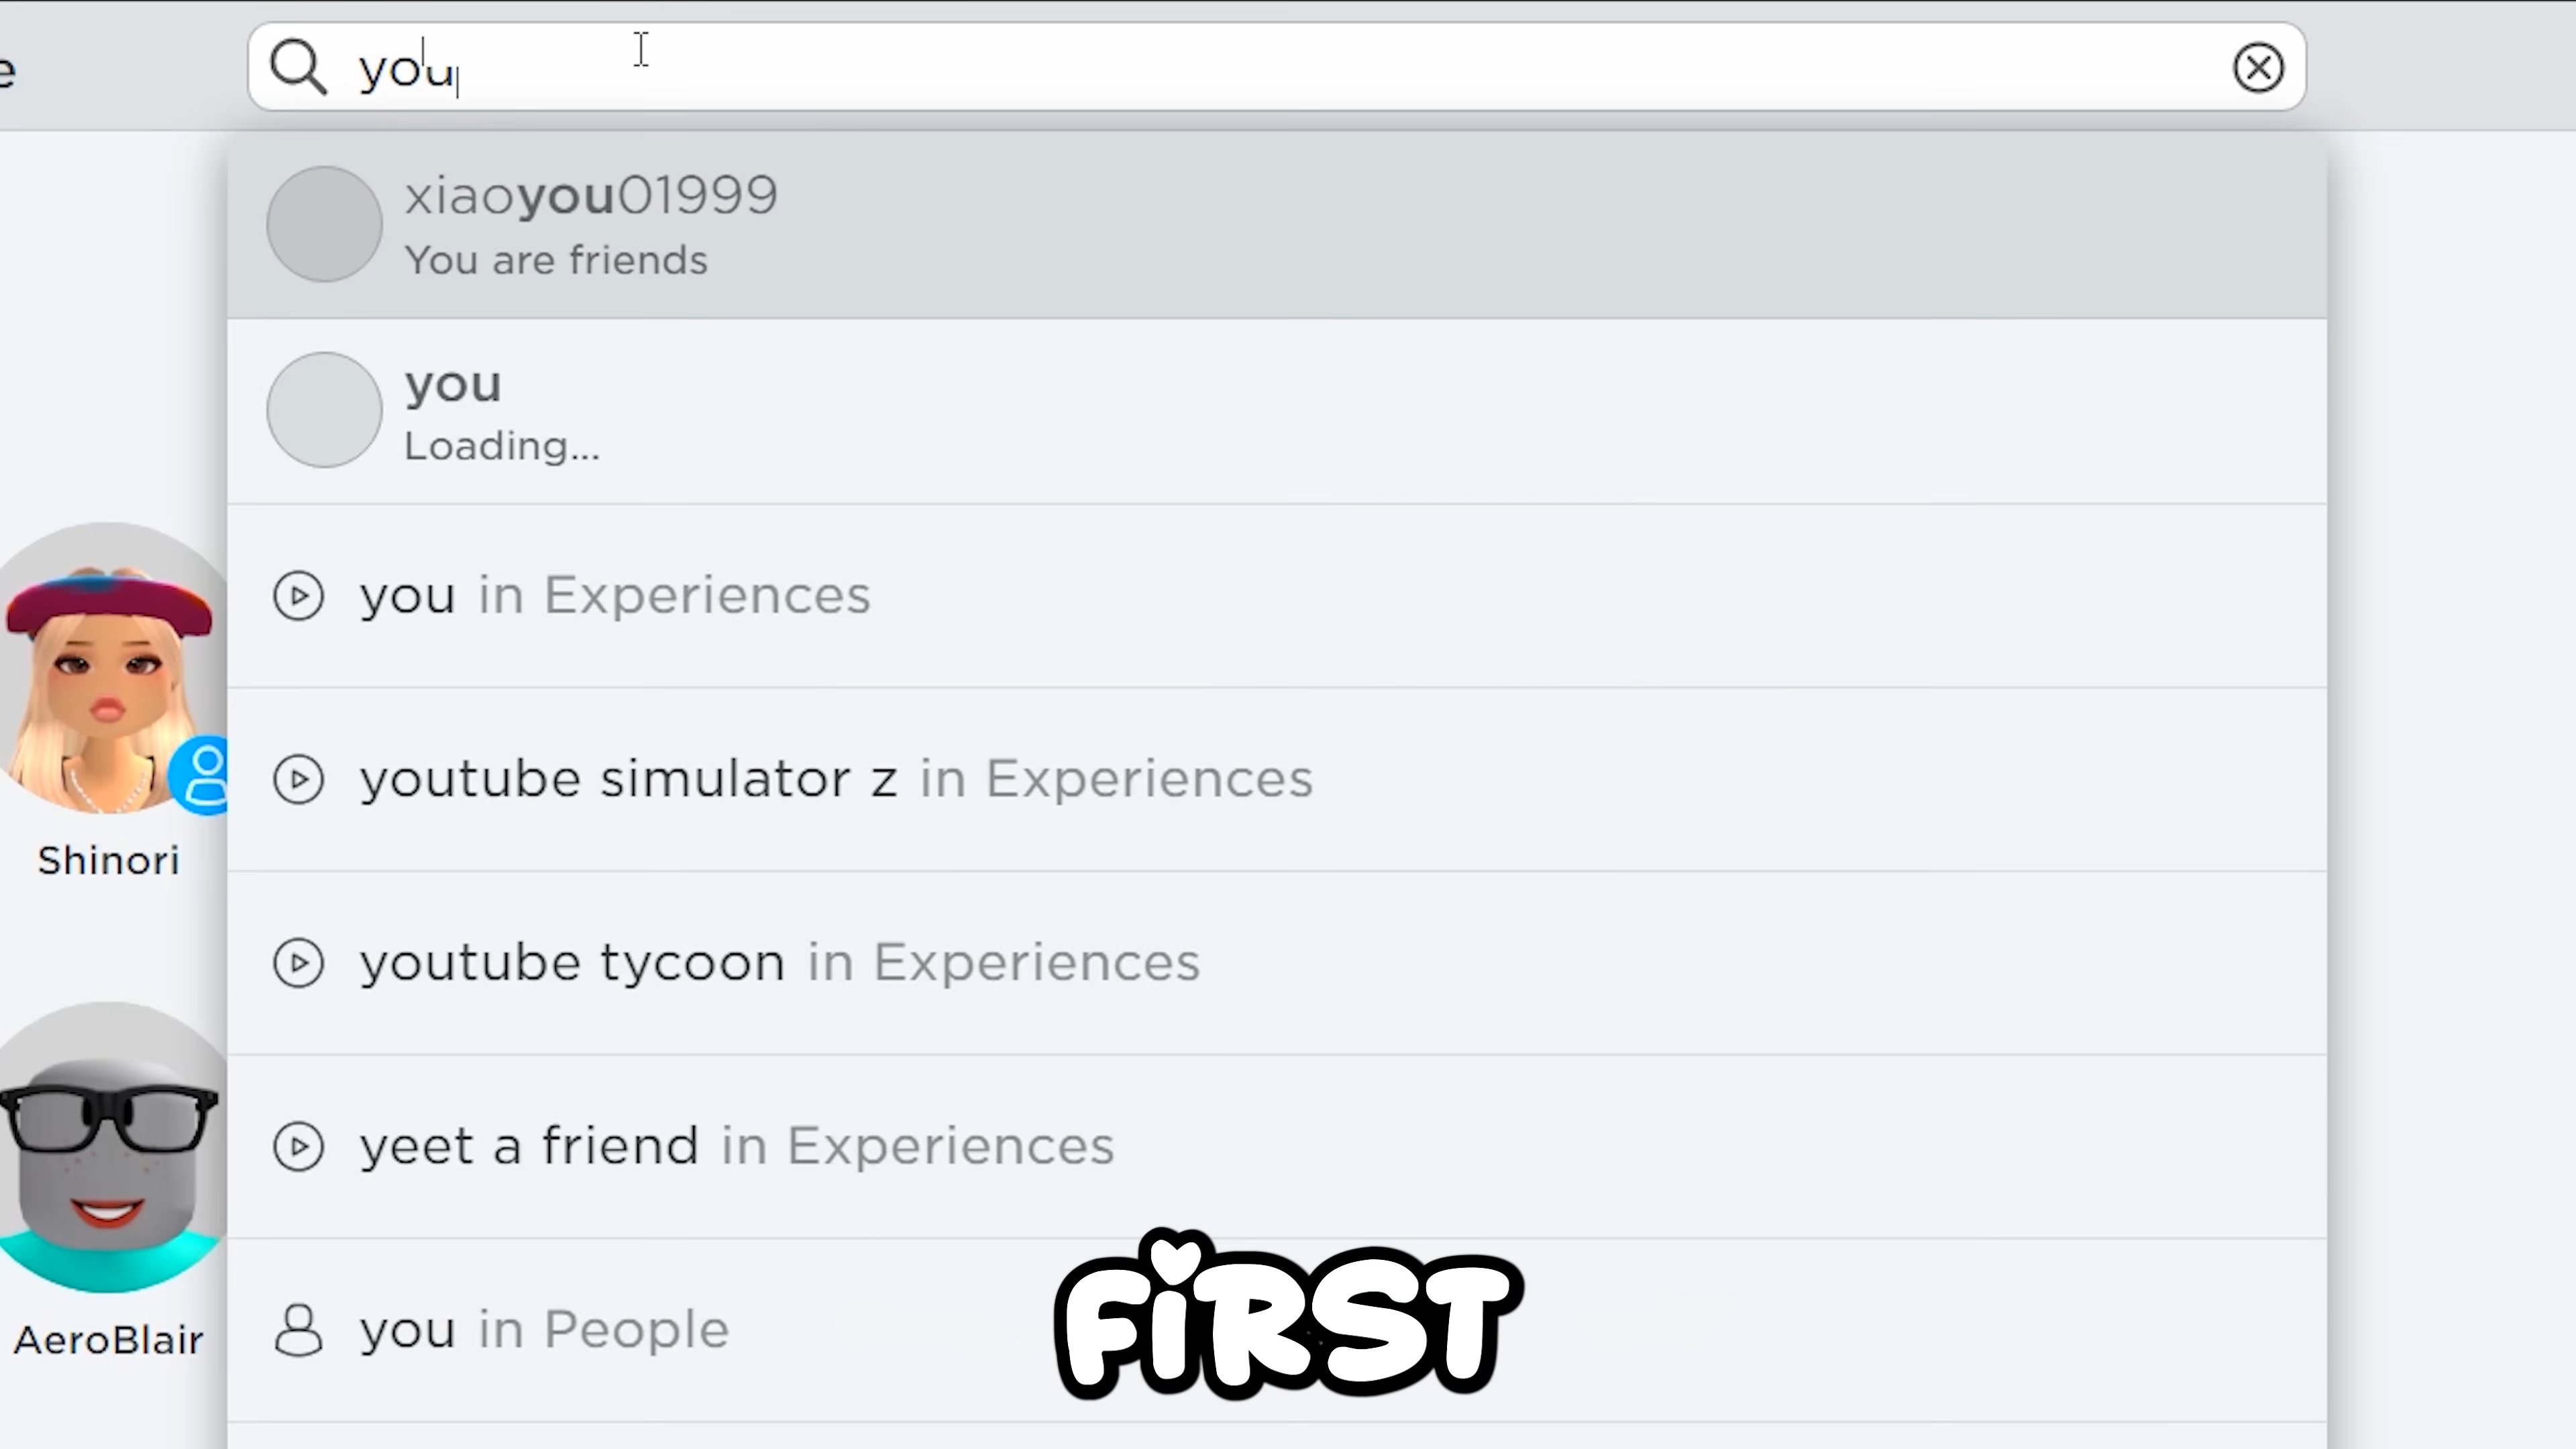 e
you
xiaoyou01999
You are friends
you
Loading...
you in Experiences
youtube simulator z in Experiences
Shinori
youtube tycoon in Experiences
yeet a friend in Experiences
you in People
AeroBlair
FiRST